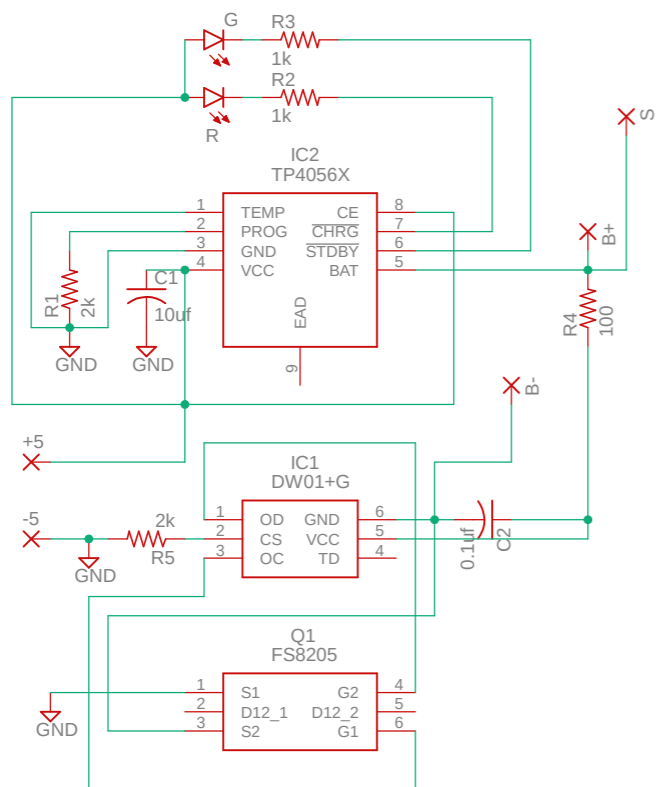 G
R3
1k
R2
1k
R
S
IC2
TP4056X
B+
1 TEMP CE 8
2 PROG CHRG 7
3 GND STDBY 6
4 VCC BAT 5
EAD
9
R1
2k
C1
10uf
GND
GND
R4
100
B-
+5
IC1
DW01+G
-5
2k
R5
GND
1 OD GND 6
2 CS VCC 5
3 OC TD 4
0.1uf
C2
Q1
FS8205
1 S1 G2 4
2 D12_1 D12_2 5
3 S2 G1 6
GND